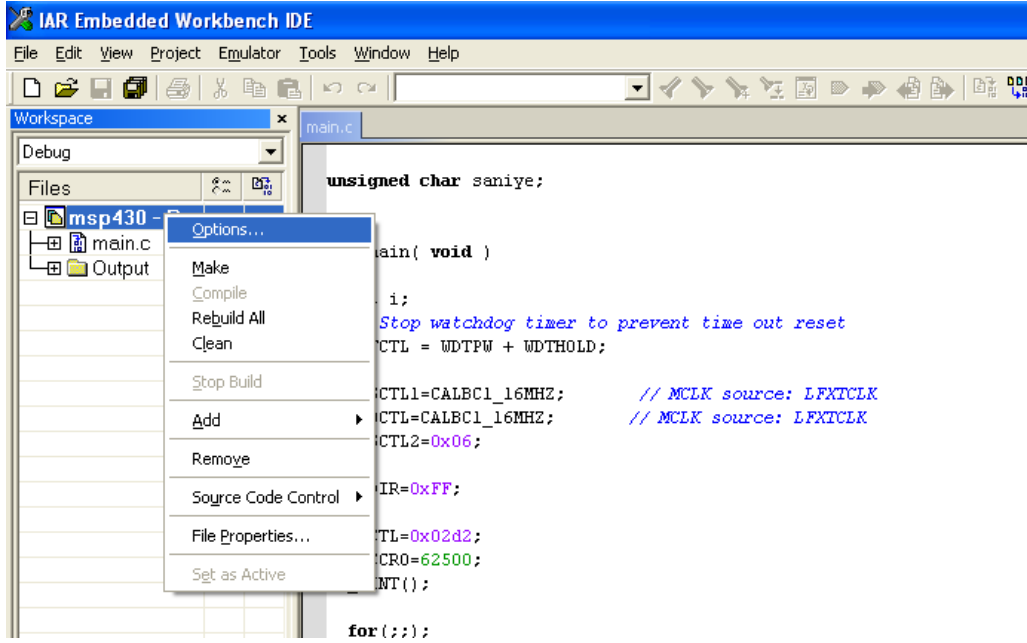 IAR Embedded Workbench IDE
File Edit View Project Emulator Tools Window Help
Workspace
main.c
Debug
Files
msp430 -
main.c
Output
Options...
Make
Compile
Rebuild All
Clean
Stop Build
Add
Remove
Source Code Control
File Properties...
Set as Active
unsigned char saniye;
ain( void )
i;
Stop watchdog timer to prevent time out reset
CTL = WDTPW + WDTHOLD;
CTL1=CALBC1_16MHZ; // MCLK source: LFXTCLK
CTL=CALBC1_16MHZ; // MCLK source: LFXTCLK
CTL2=0x06;
IR=0xFF;
TL=0x02d2;
CR0=62500;
NT();
for(;;);